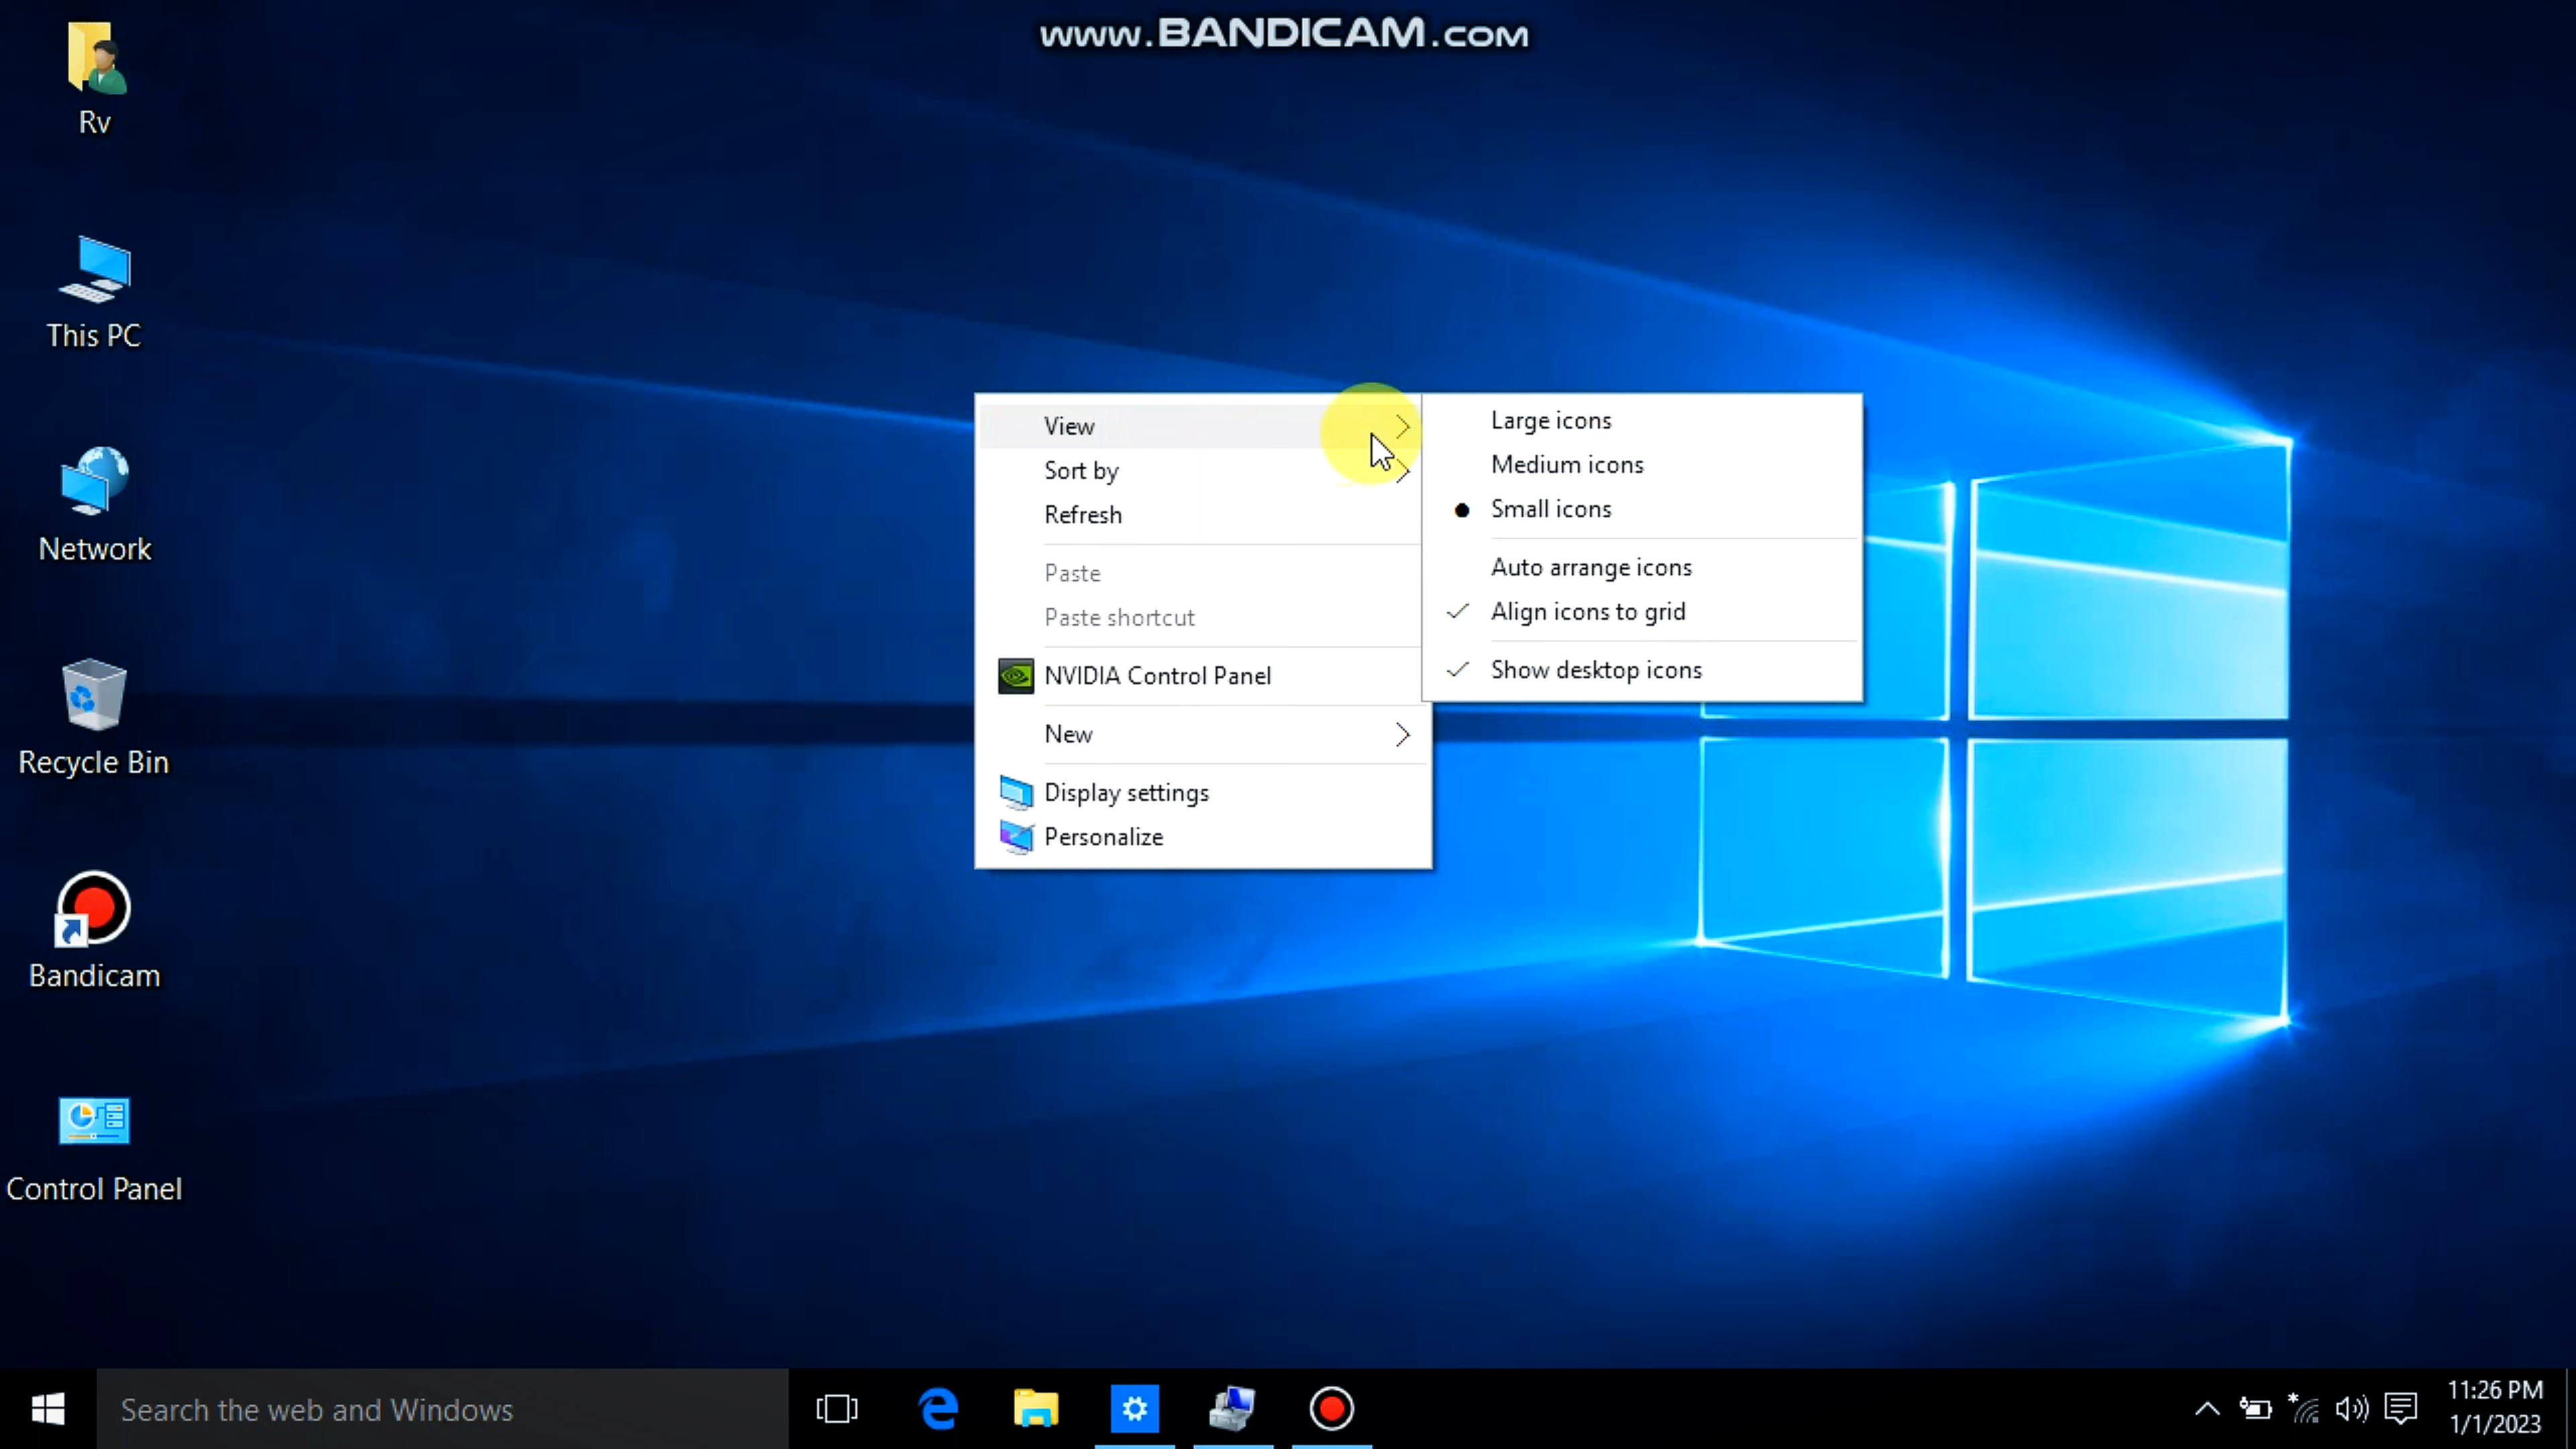 www.BANDICAM.com
Rv
This PC
Network
Recycle Bin
Bandicam
Control Panel
View
Sort by
Refresh
Paste
Paste shortcut
NVIDIA Control Panel
New
Display settings
Personalize
Large icons
Medium icons
Small icons
Auto arrange icons
Align icons to grid
Show desktop icons
Search the web and Windows
11:26 PM
1/1/2023